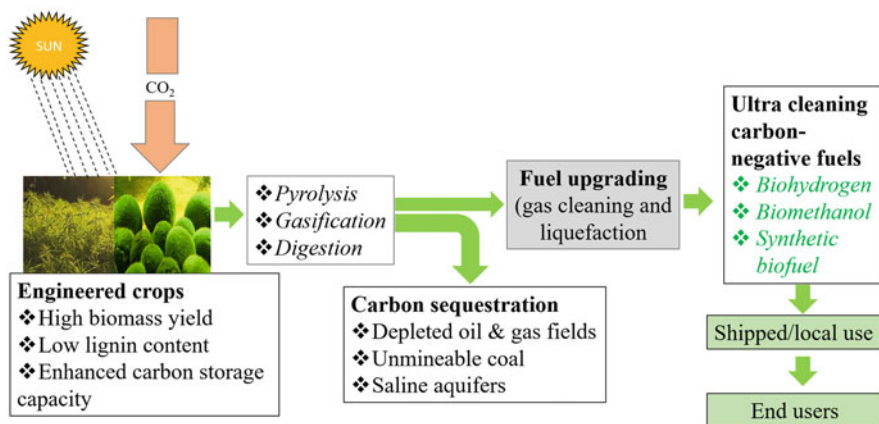 SUN
CO₂
Engineered crops
❖High biomass yield
❖Low lignin content
❖Enhanced carbon storage
capacity
❖Pyrolysis
❖Gasification
❖Digestion
Carbon sequestration
❖Depleted oil & gas fields
❖Unmineable coal
❖Saline aquifers
Fuel upgrading
(gas cleaning and
liquefaction
Ultra cleaning
carbon-
negative fuels
❖ Biohydrogen
❖ Biomethanol
❖ Synthetic
biofuel
Shipped/local use
End users